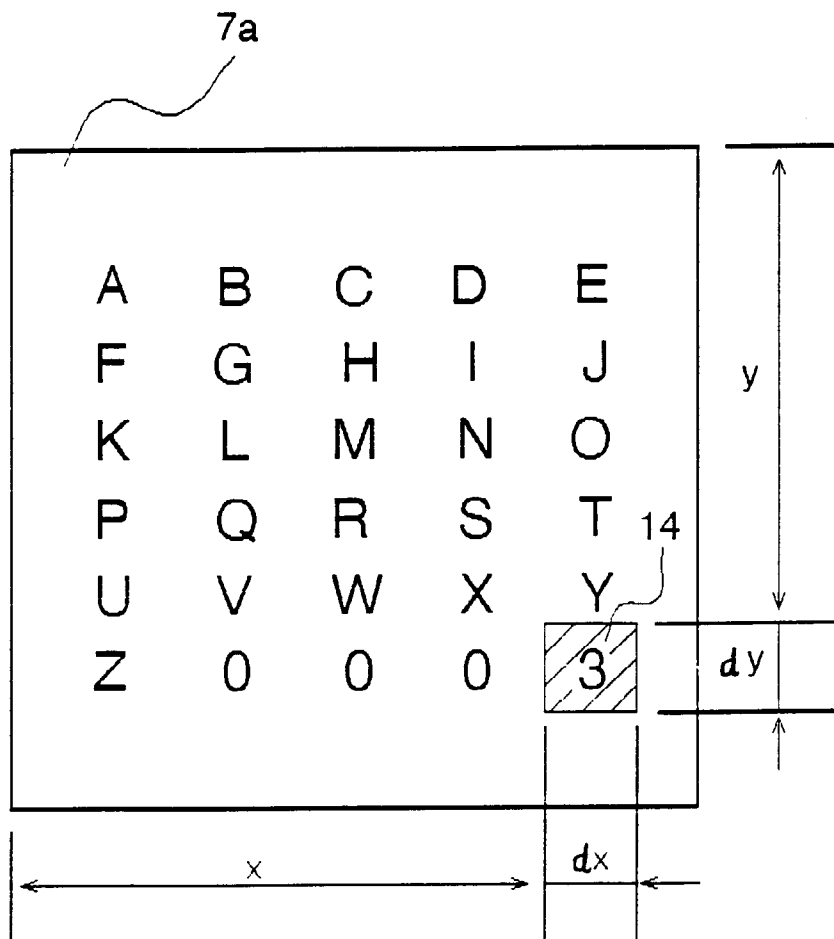 7a
A B C D E
F G H I J
y
K L M N O
P Q R S T
14
U V W X Y
Z 0 0 0 3
dy
x
dx